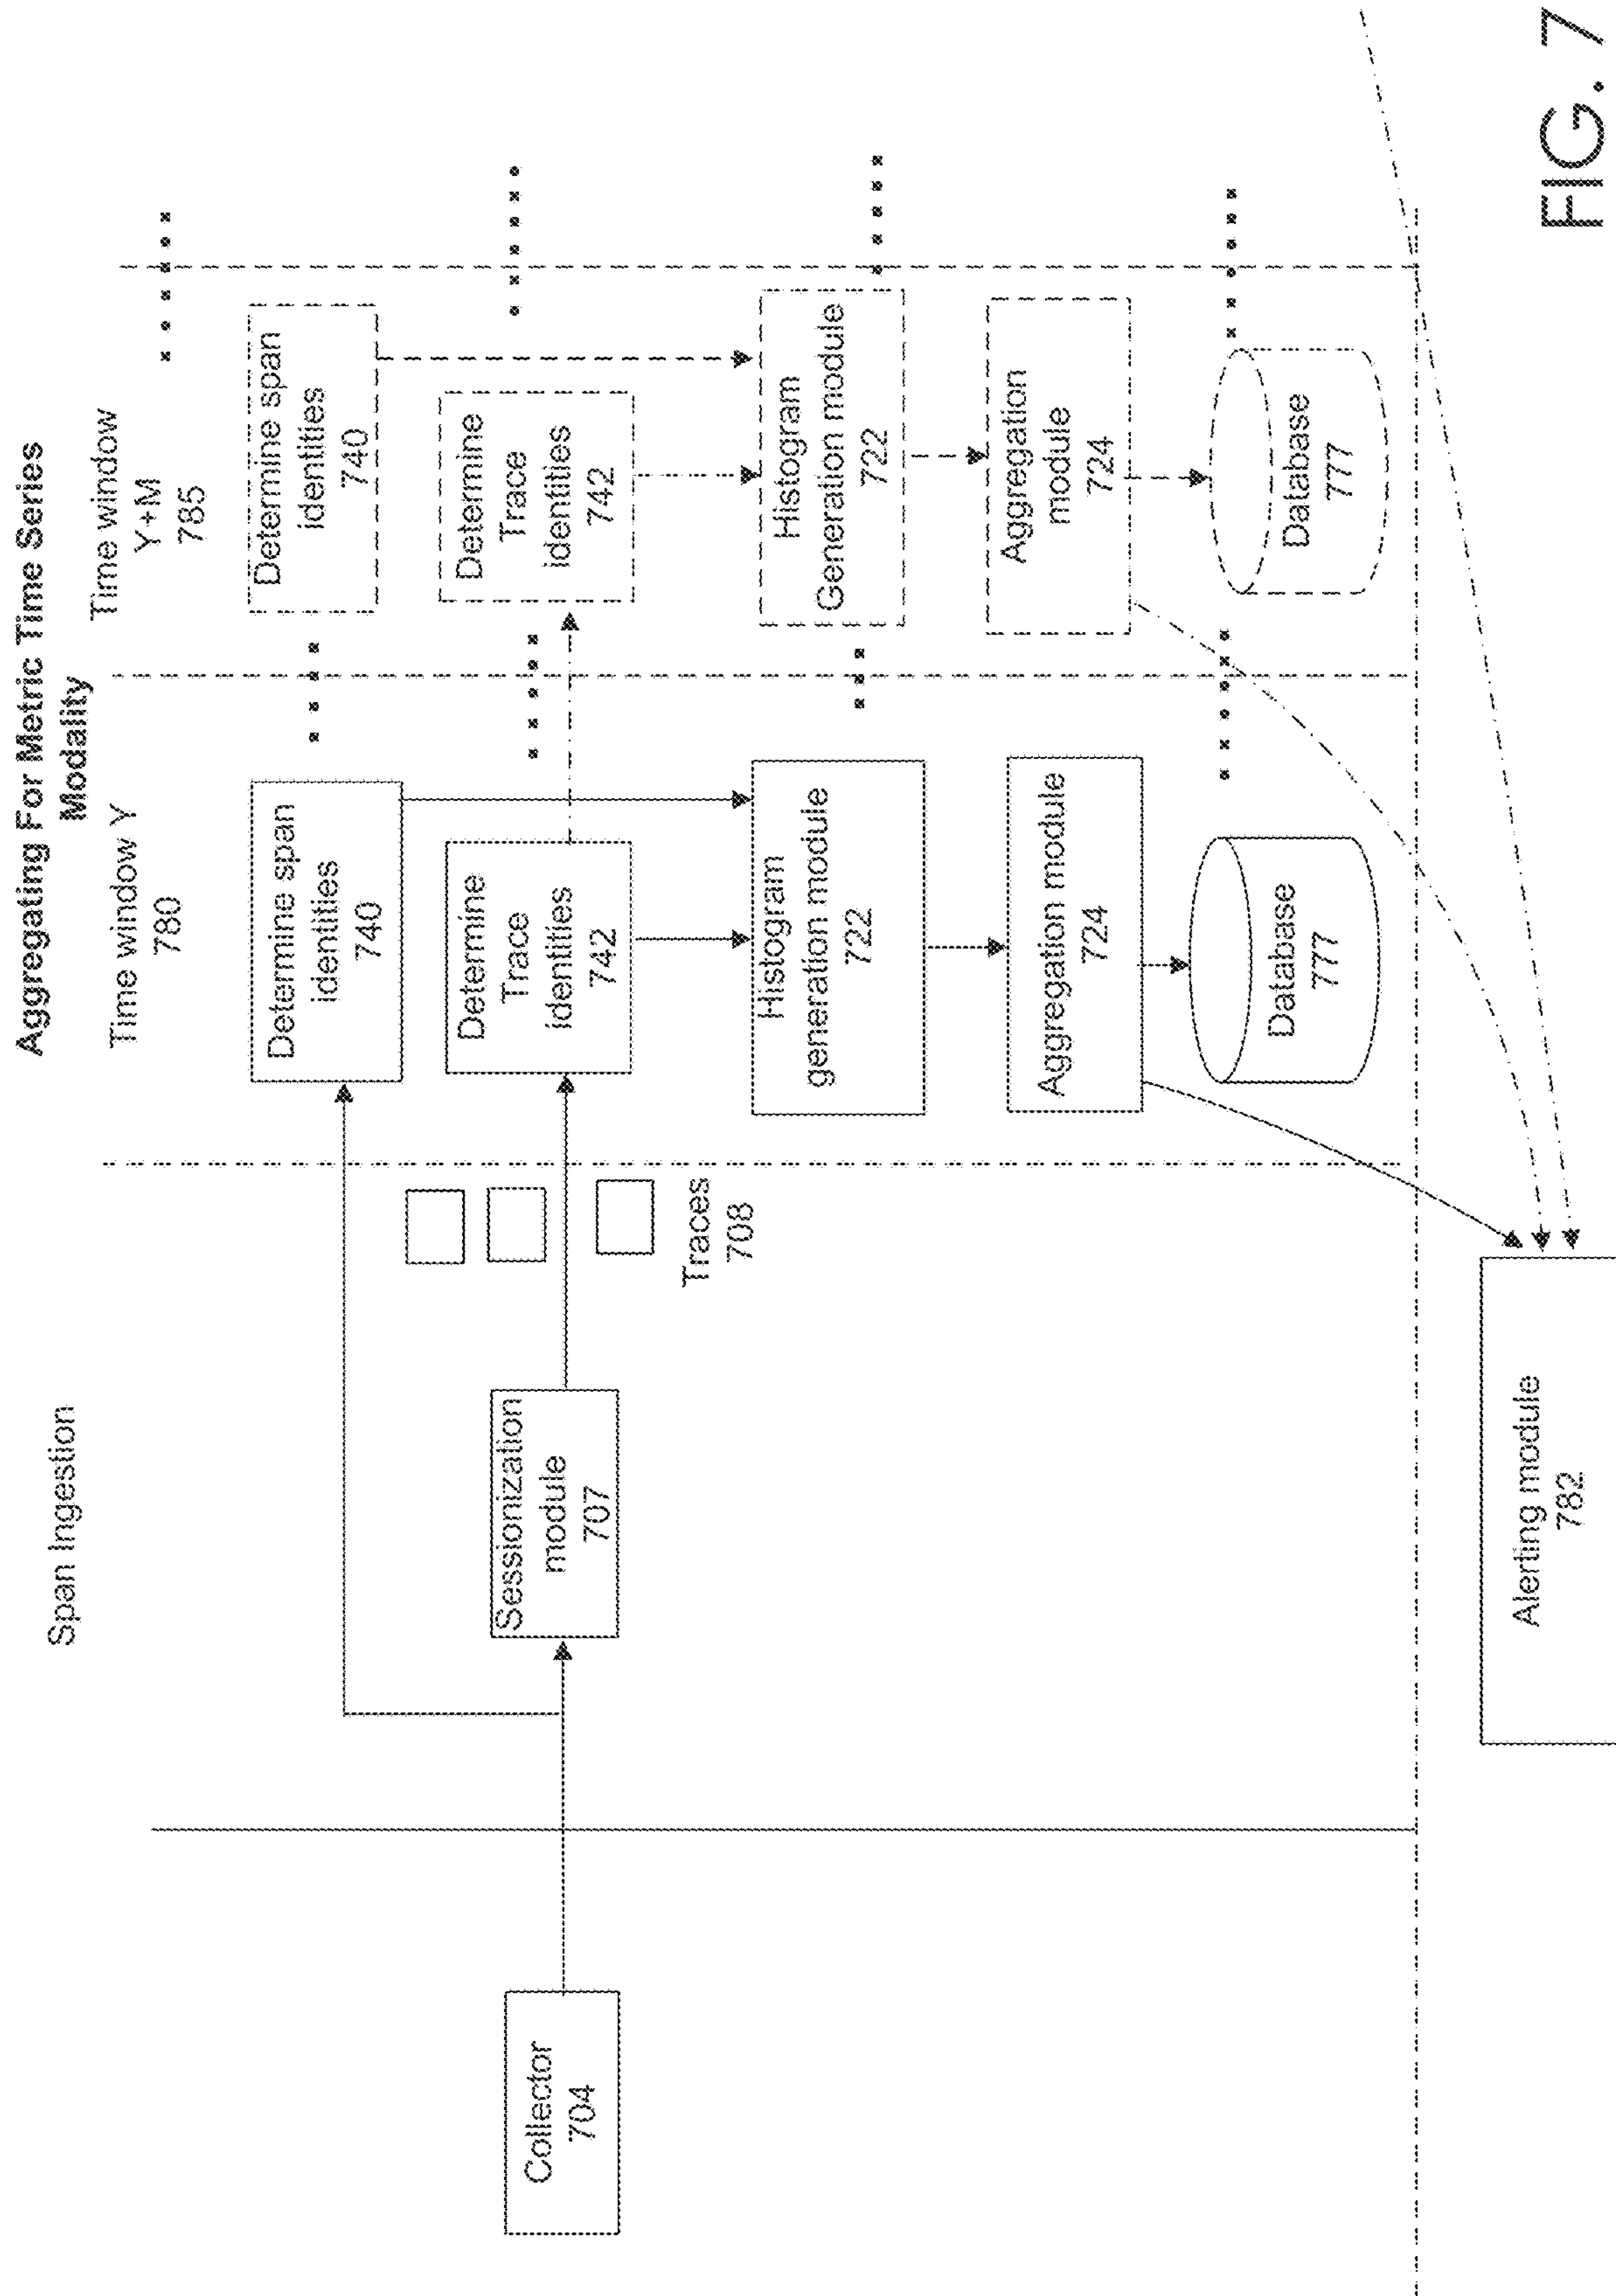 Aggregating For Metric Time Series
Modality
Span Ingestion
Time window Y
780
Time window
Y+M
785
Determine span
identities
740
Determine span
identities
740
Collector
704
Sessionization
module
707
Traces
708
Determine
Trace
identities
742
Determine
Trace
identities
742
Histogram
generation module
722
Histogram
Generation module
722
Aggregation module
724
Aggregation
module
724
Database
777
Database
777
Alerting module
782
FIG. 7